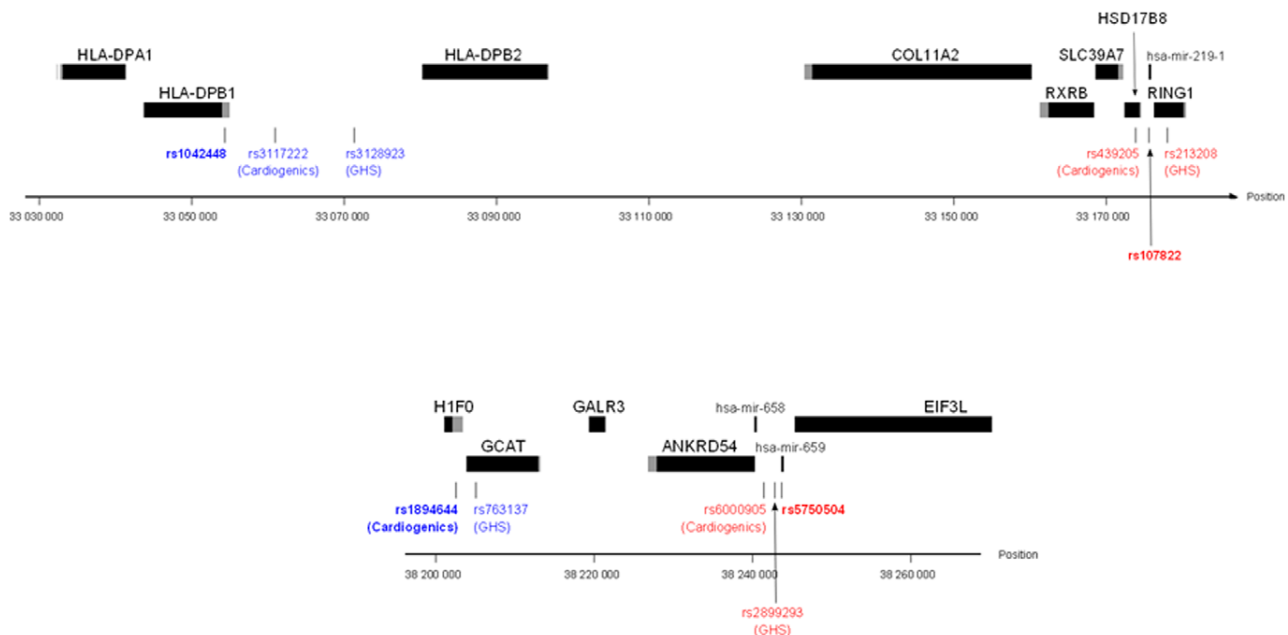 HSD17B8
HLA-DPA1 HLA-DPB2 COL11A2 SLC39A7 hsa-mir-219-1
HLA-DPB1 RXRB RING1
rs1042448 rs3117222 rs3128923 rs439205 rs213208
(Cardiogenics) (GHS) (Cardiogenics) (GHS)
Position
33 030 000 33 050 000 33 070 000 33 090 000 33 110 000 33 130 000 33 150 000 33 170 000
rs107822
H1F0 GALR3 hsa-mir-658 EIF3L
GCAT ANKRD54 hsa-mir-659
rs1894644 rs763137 rs6000905 rs5750504
(Cardiogenics) (GHS) (Cardiogenics)
Position
38 200 000 38 220 000 38 240 000 38 260 000
rs2899293
(GHS)